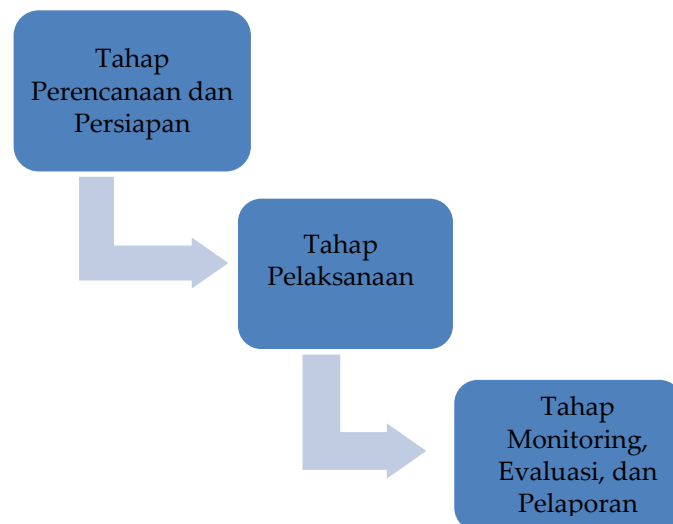 Tahap
Perencanaan dan
Persiapan
Tahap
Pelaksanaan
Tahap
Monitoring,
Evaluasi, dan
Pelaporan